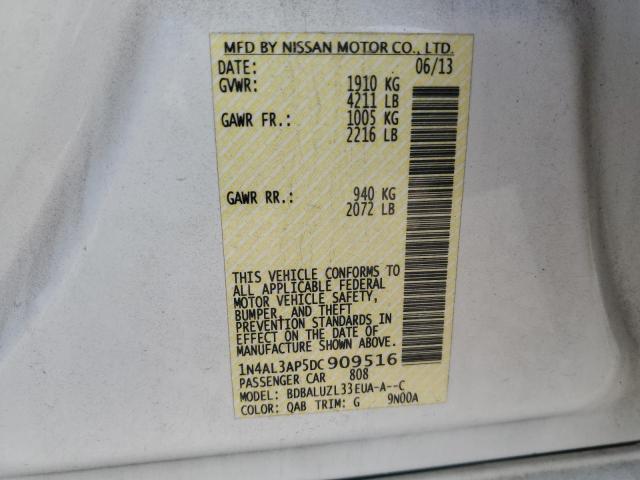 MFD BY NISSAN MOTOR CO., LTD.
DATE: 06/13
GVWR: 1910 KG
4211 LB
GAWR FR.: 1005 KG
2216 LB
GAWR RR.: 940 KG
2072 LB
THIS VEHICLE CONFORMS TO
ALL APPLICABLE FEDERAL
MOTOR VEHICLE SAFETY,
BUMPER, AND THEFT
PREVENTION STANDARDS IN
EFFECT ON THE DATE OF
MANUFACTURE SHOWN ABOVE.
1N4AL3AP5DC909516
PASSENGER CAR 808
MODEL: BDBALUZL33EUA-A--C
COLOR: QAB TRIM: G 9N00A